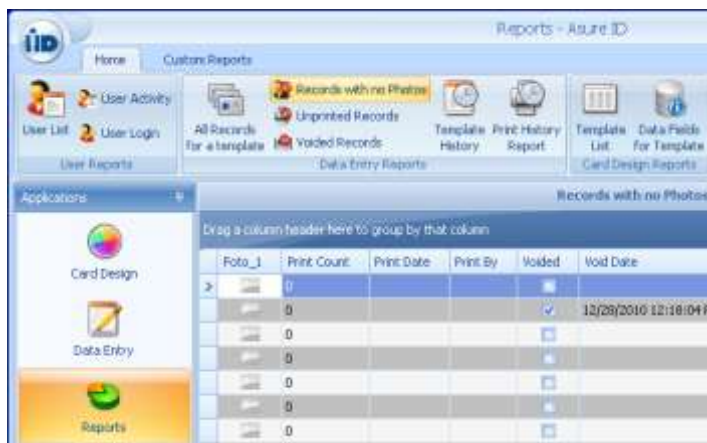 Reports - Asure ID
iID
Home Custom Reports
User List
User Activity
User Login
User Reports
All Records for a template
Records with no Photos
Unprinted Records
Voided Records
Template History
Print History Report
Data Entry Reports
Template List
Data Fields for Template
Card Design Reports
Applications
Records with no Photos
Drag a column header here to group by that column
Foto_1 Print Count Print Date Print By Voided Void Date
0
0 12/28/2010 12:18:04
0
0
0
0
0
Card Design
Data Entry
Reports